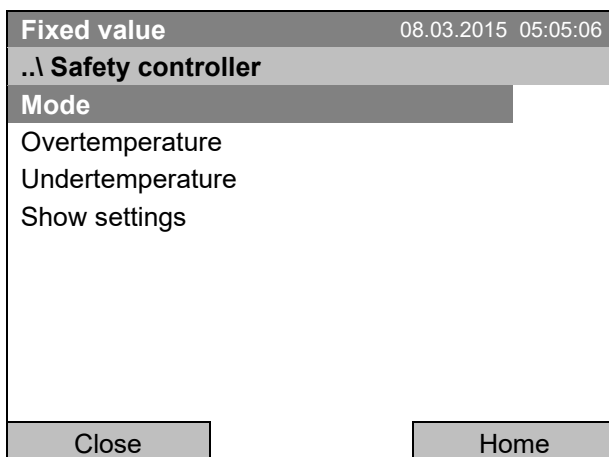 Fixed value 08.03.2015 05:05:06
..\ Safety controller
Mode
Overtemperature
Undertemperature
Show settings
Close Home